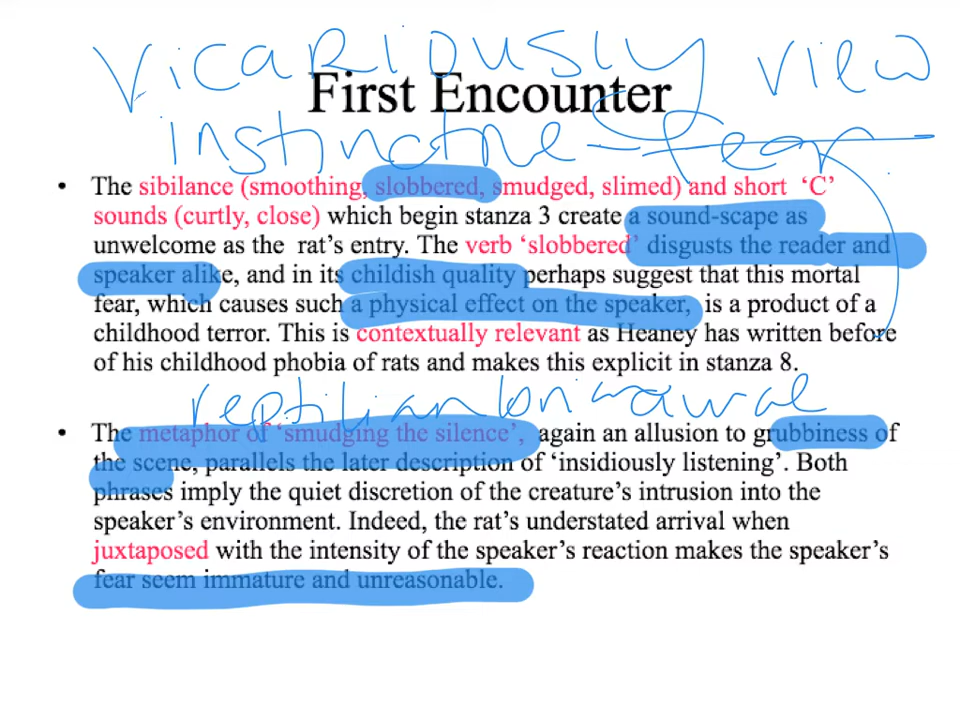 VicaRiously view
First Encounter
instinctive - fear
• The sibilance (smoothing, slobbered, smudged, slimed) and short ‘C’
sounds (curtly, close) which begin stanza 3 create a sound-scape as
unwelcome as the rat’s entry. The verb ‘slobbered’ disgusts the reader and
speaker alike, and in its childish quality perhaps suggest that this mortal
fear, which causes such a physical effect on the speaker, is a product of a
childhood terror. This is contextually relevant as Heaney has written before
of his childhood phobia of rats and makes this explicit in stanza 8.
reptilian
• The metaphor of ‘smudging the silence’, again an allusion to grubbiness of
the scene, parallels the later description of ‘insidiously listening’. Both
phrases imply the quiet discretion of the creature’s intrusion into the
speaker’s environment. Indeed, the rat’s understated arrival when
juxtaposed with the intensity of the speaker’s reaction makes the speaker’s
fear seem immature and unreasonable.